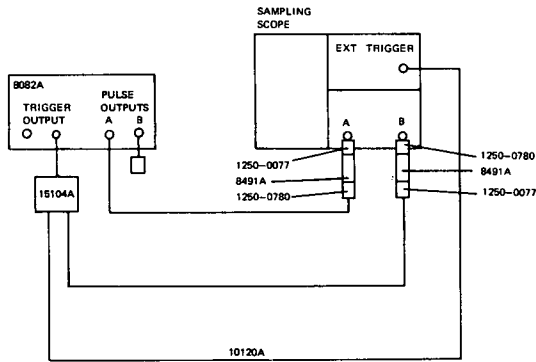 SAMPLING
SCOPE
EXT TRIGGER
8082A
TRIGGER
OUTPUT
PULSE
OUTPUTS
A B
A B
1250-0077
8491A
1250-0780
1250-0780
8491A
1250-0077
15104A
10120A